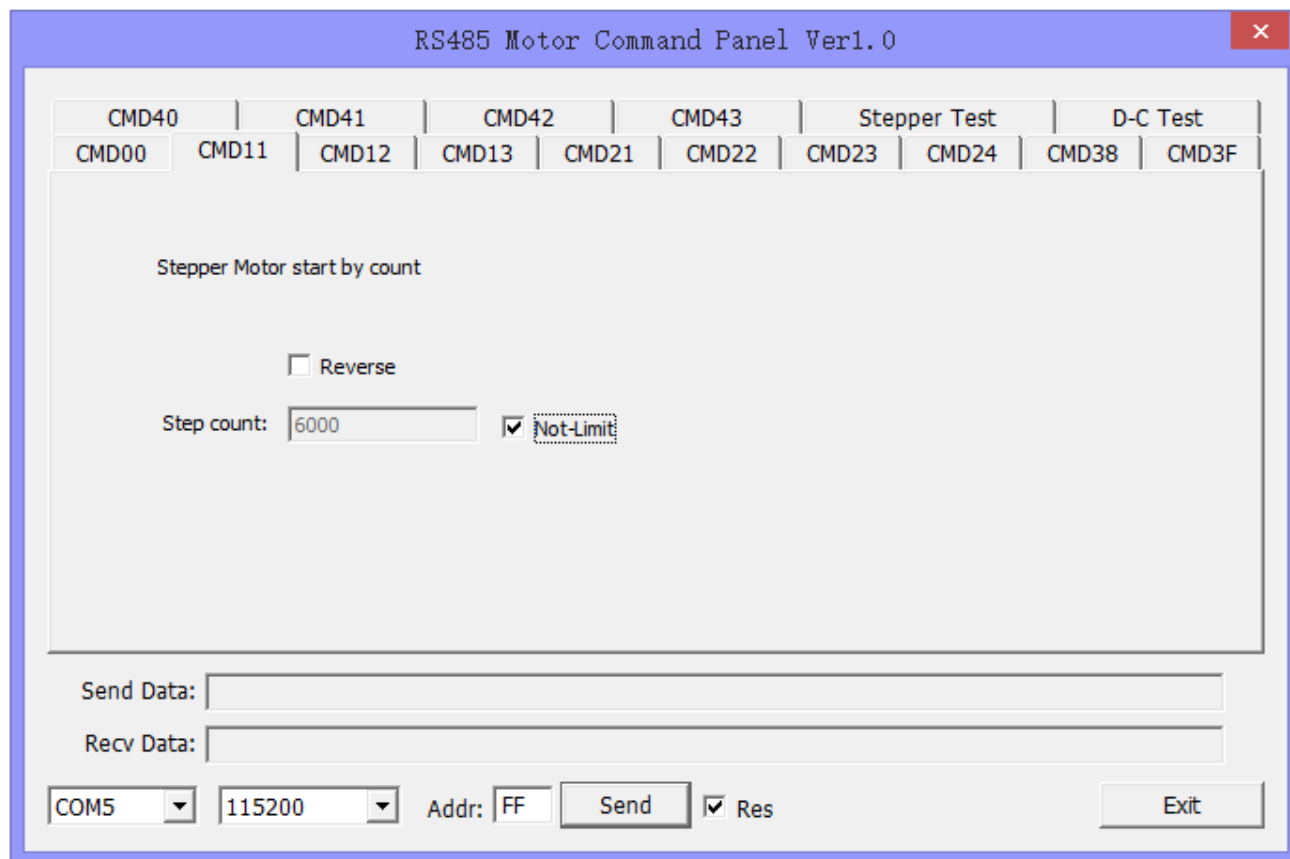 RS485 Motor Command Panel Ver1.0
CMD40 CMD41 CMD42 CMD43 Stepper Test D-C Test
CMD00 CMD11 CMD12 CMD13 CMD21 CMD22 CMD23 CMD24 CMD38 CMD3F
Stepper Motor start by count
Reverse
Step count: 6000 Not-Limit
Send Data:
Recv Data:
COM5 115200 Addr: FF Send Res Exit